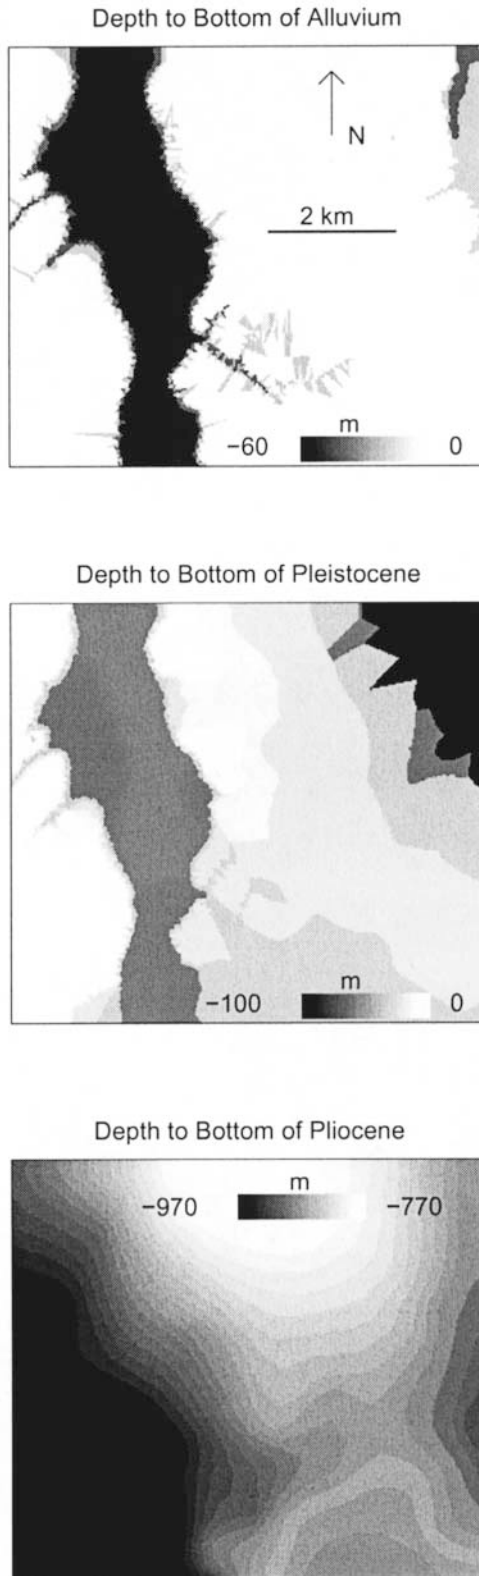 Depth to Bottom of Alluvium
N
2 km
m
−60 0
Depth to Bottom of Pleistocene
m
−100 0
Depth to Bottom of Pliocene
m
−970 −770